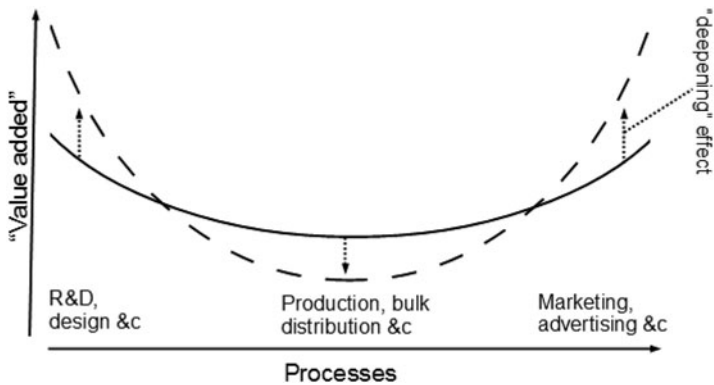 "Value added"
"deepening" effect
R&D,
design &c
Production, bulk
distribution &c
Marketing,
advertising &c
Processes